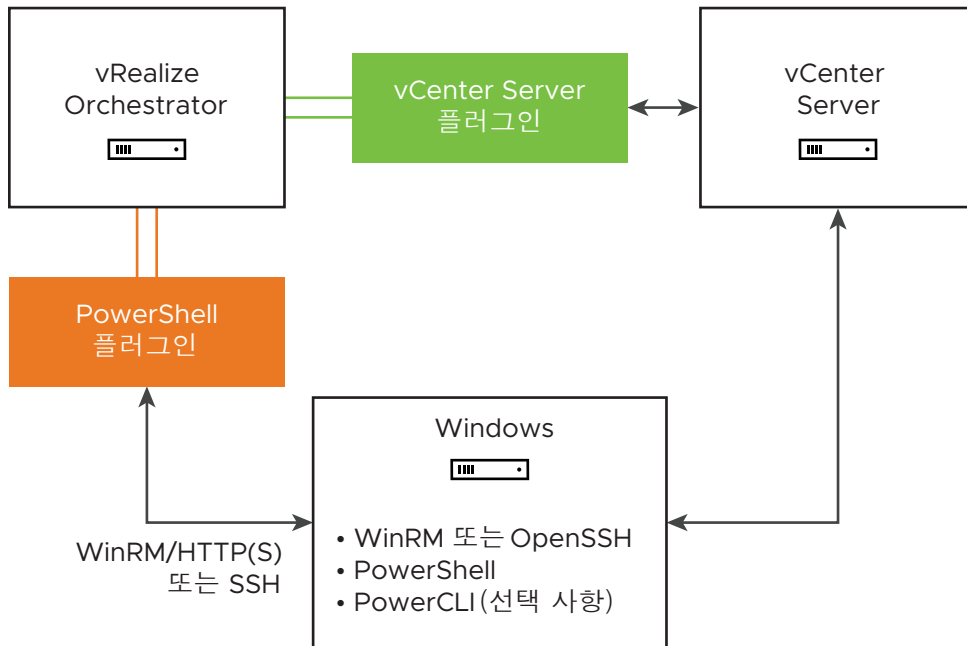 vRealize
Orchestrator
vCenter Server
플러그인
vCenter
Server
PowerShell
플러그인
Windows
WinRM/HTTP(S)
또는 SSH
• WinRM 또는 OpenSSH
• PowerShell
• PowerCLI(선택 사항)